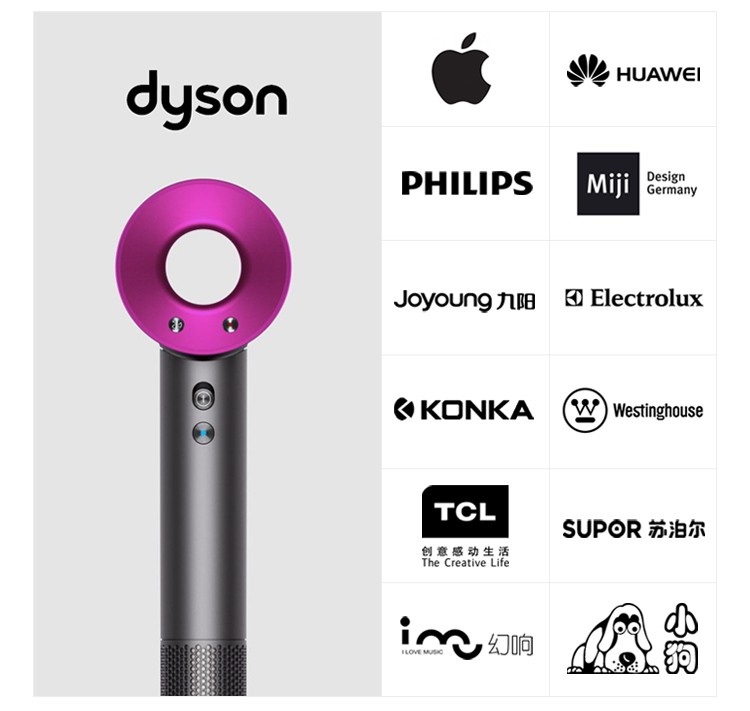 dyson
HUAWEI
PHILIPS
Miji
Design
Germany
Joyoung 九阳
Electrolux
KONKA
Westinghouse
TCL
创意感动生活
The Creative Life
SUPOR 苏泊尔
imu 幻响
I LOVE MUSIC
小狗